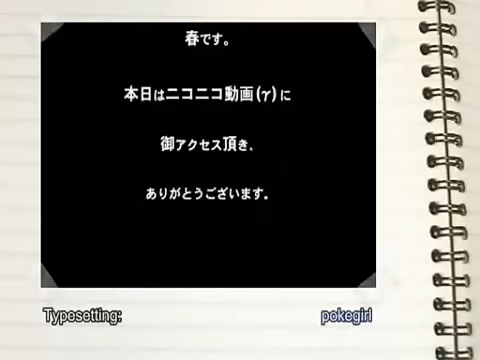 春です。
本日はニコニコ動画(γ)に
御アクセス頂き、
ありがとうございます。
Typesetting: pokegirl